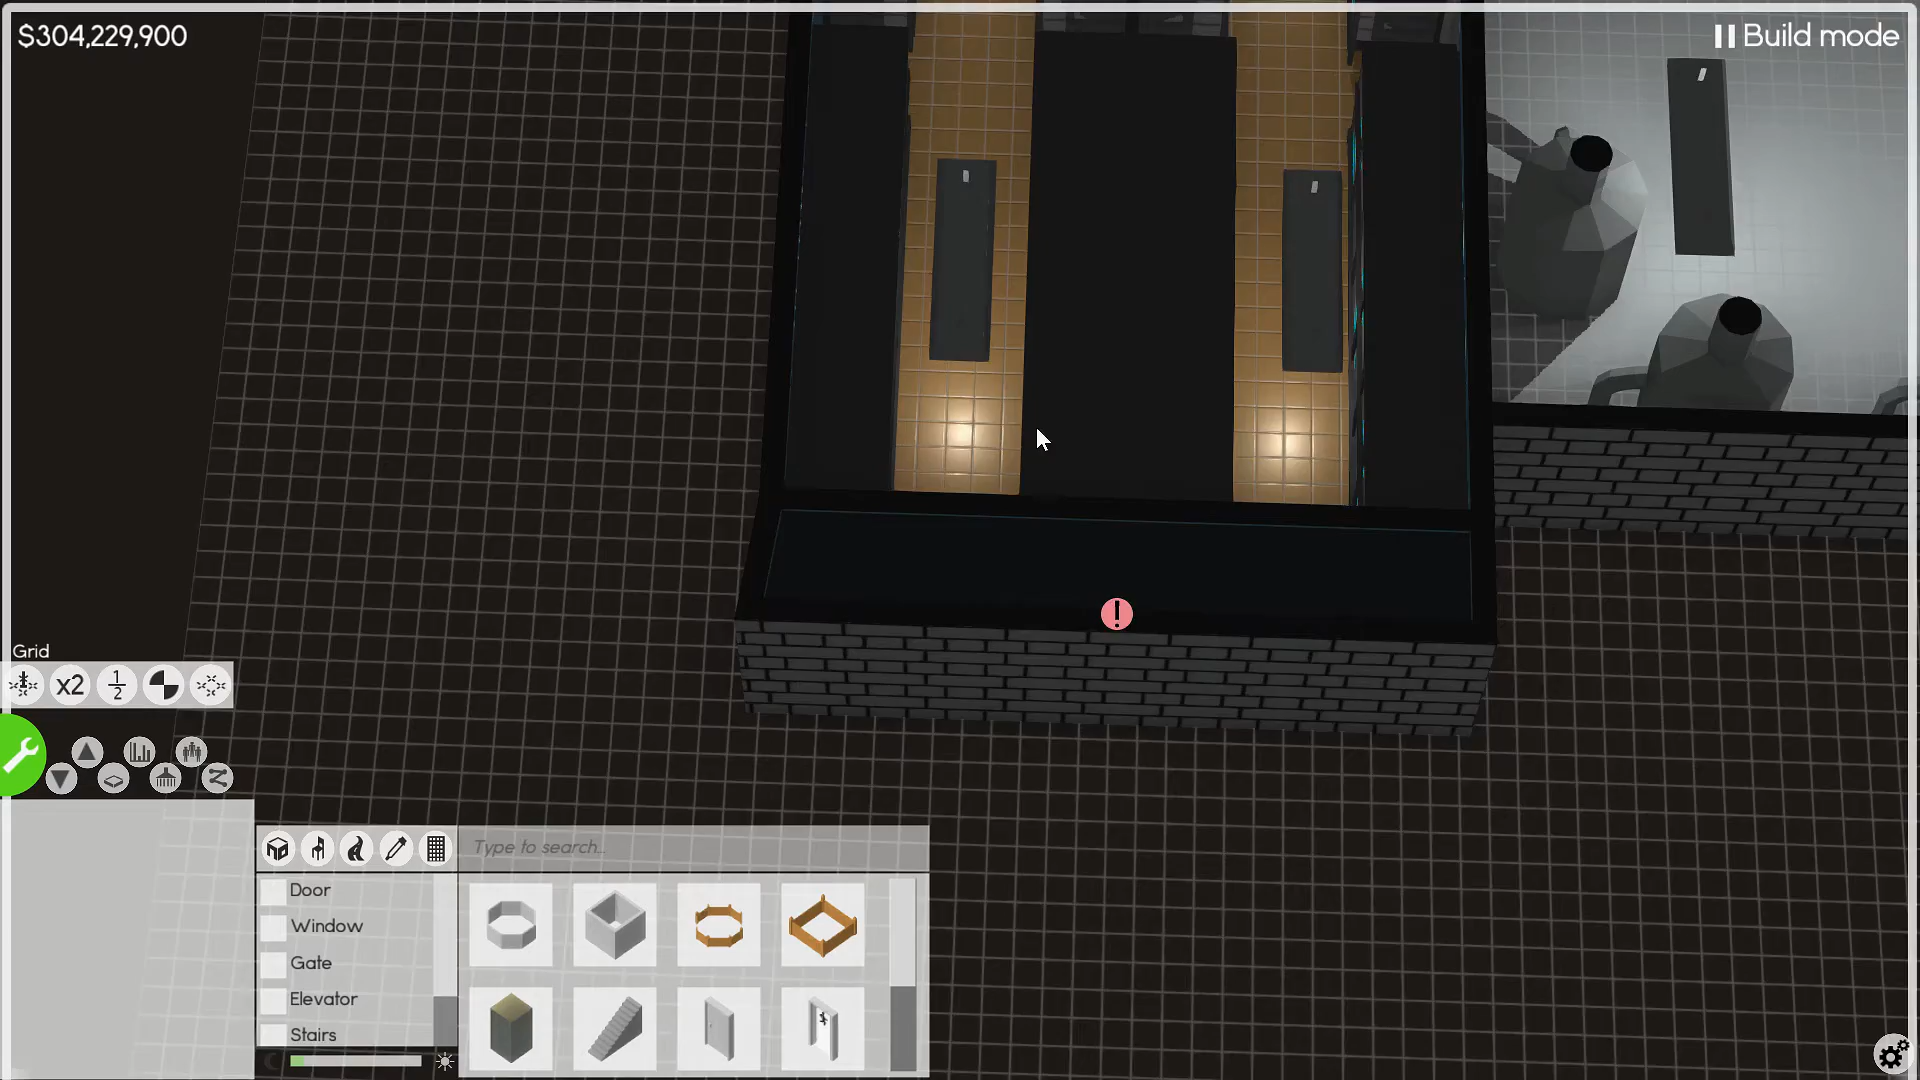 $304,229,900
Build mode
Grid
x2
1/2
Type to search...
Door
Window
Gate
Elevator
Stairs